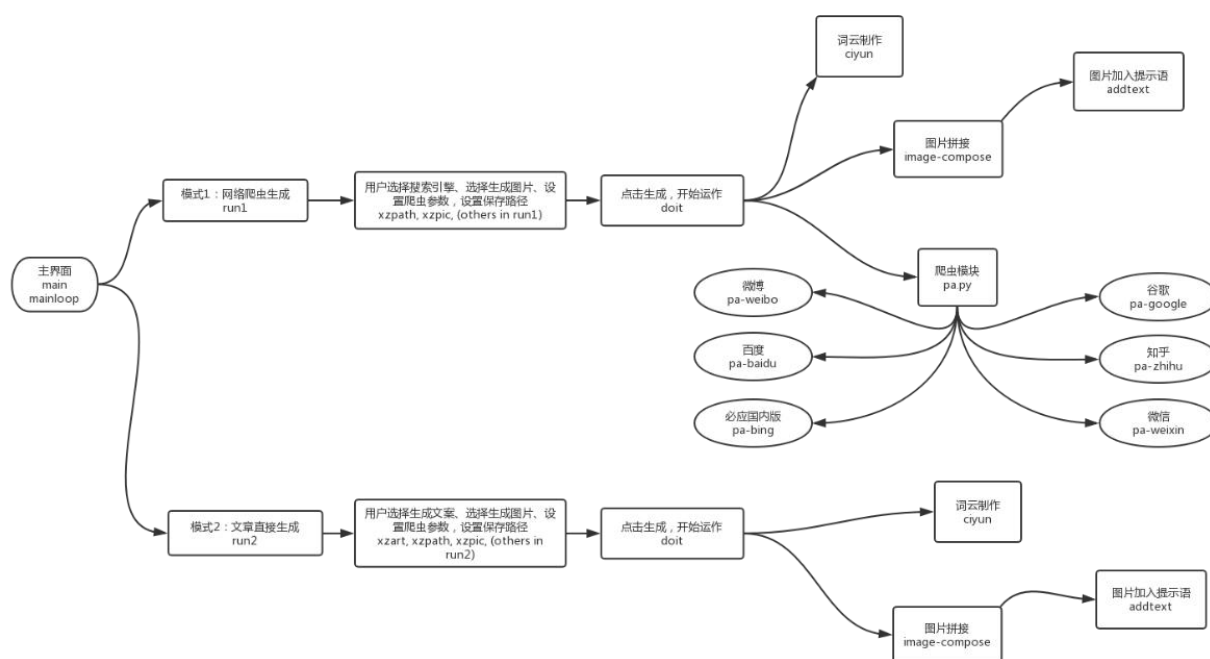 词云制作
ciyun
图片加入提示语
addtext
图片拼接
image-compose
模式1：网络爬虫生成
run1
用户选择搜索引擎、选择生成图片、设
置爬虫参数，设置保存路径
xzpath, xzpic, (others in run1)
点击生成，开始运作
doit
主界面
main
mainloop
爬虫模块
pa.py
微博
pa-weibo
谷歌
pa-google
百度
pa-baidu
知乎
pa-zhihu
必应国内版
pa-bing
微信
pa-weixin
模式2：文章直接生成
run2
用户选择生成文案、选择生成图片、设
置爬虫参数，设置保存路径
xzart, xzpath, xzpic, (others in
run2)
点击生成，开始运作
doit
词云制作
ciyun
图片加入提示语
addtext
图片拼接
image-compose